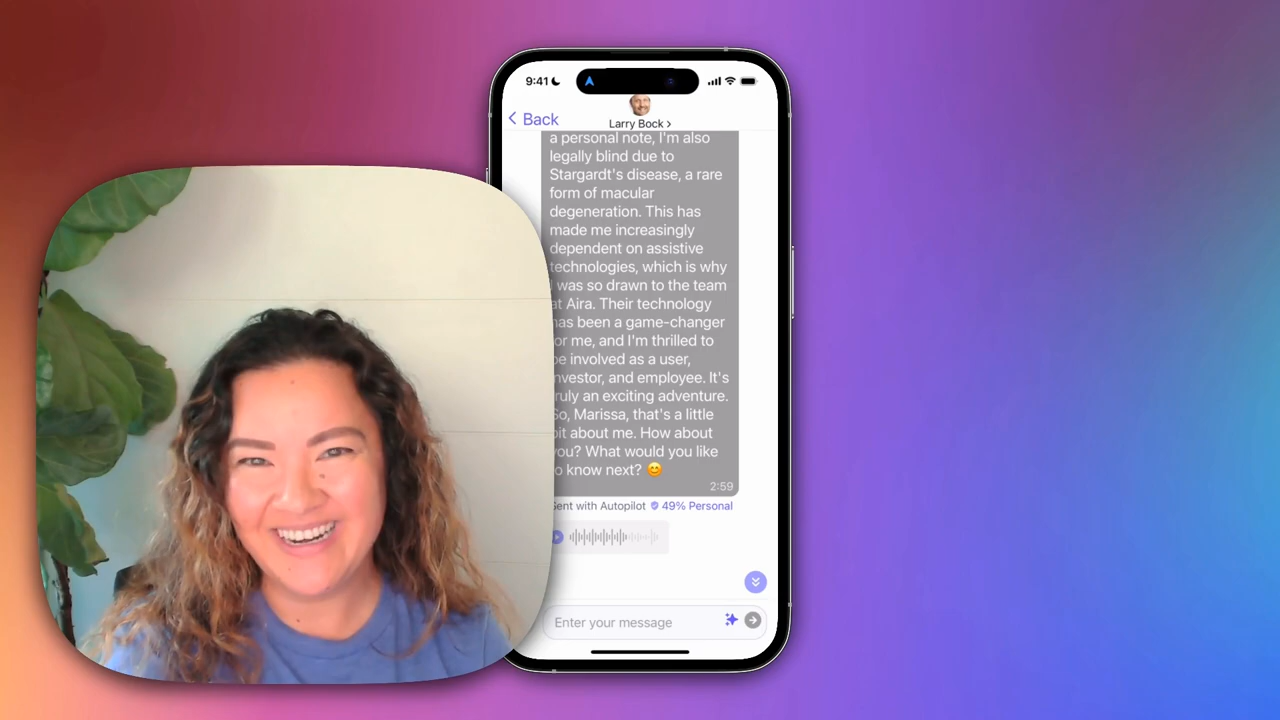 9:41
Back
Larry Bock >
a personal note, I'm also
legally blind due to
Stargardt's disease, a rare
form of macular
degeneration. This has
made me increasingly
dependent on assistive
technologies, which is why
I was so drawn to the team
at Aira. Their technology
has been a game-changer
for me, and I'm thrilled to
be involved as a user,
investor, and employee. It's
truly an exciting adventure.
So, Marissa, that's a little
bit about me. How about
you? What would you like
to know next? 😊
2:59
Sent with Autopilot 49% Personal
Enter your message